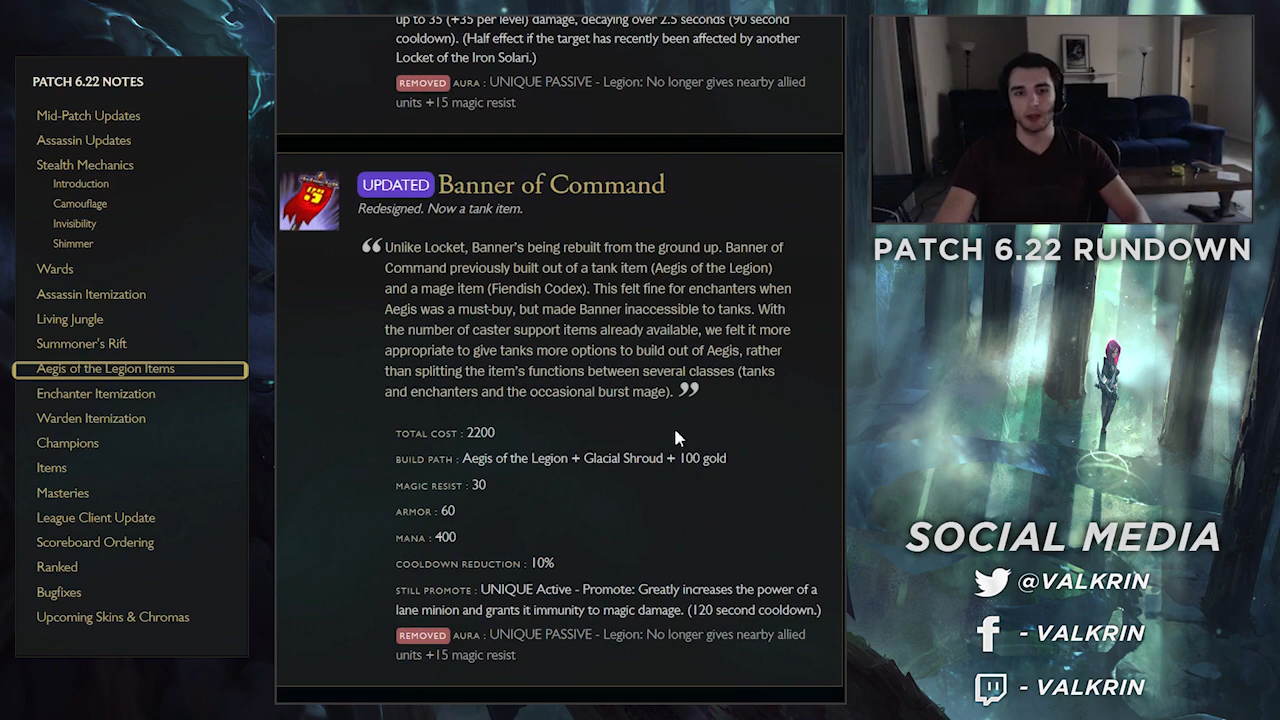 PATCH 6.22 NOTES
Mid-Patch Updates
Assassin Updates
Stealth Mechanics
Introduction
Camouflage
Invisibility
Shimmer
Wards
Assassin Itemization
Living Jungle
Summoner's Rift
Aegis of the Legion Items
Enchanter Itemization
Warden Itemization
Champions
Items
Masteries
League Client Update
Scoreboard Ordering
Ranked
Bugfixes
Upcoming Skins & Chromas
up to 35 (+35 per level) damage, decaying over 2.5 seconds (90 second
cooldown). (Half effect if the target has recently been affected by another
Locket of the Iron Solari.)
REMOVED AURA : UNIQUE PASSIVE - Legion: No longer gives nearby allied
units +15 magic resist
UPDATED Banner of Command
Redesigned. Now a tank item.
“ Unlike Locket, Banner's being rebuilt from the ground up. Banner of
Command previously built out of a tank item (Aegis of the Legion)
and a mage item (Fiendish Codex). This felt fine for enchanters when
Aegis was a must-buy, but made Banner inaccessible to tanks. With
the number of caster support items already available, we felt it more
appropriate to give tanks more options to build out of Aegis, rather
than splitting the item's functions between several classes (tanks
and enchanters and the occasional burst mage). ”
TOTAL COST : 2200
BUILD PATH : Aegis of the Legion + Glacial Shroud + 100 gold
MAGIC RESIST : 30
ARMOR : 60
MANA : 400
COOLDOWN REDUCTION : 10%
STILL PROMOTE : UNIQUE Active - Promote: Greatly increases the power of a
lane minion and grants it immunity to magic damage. (120 second cooldown.)
REMOVED AURA : UNIQUE PASSIVE - Legion: No longer gives nearby allied
units +15 magic resist
PATCH 6.22 RUNDOWN
SOCIAL MEDIA
@VALKRIN
- VALKRIN
- VALKRIN